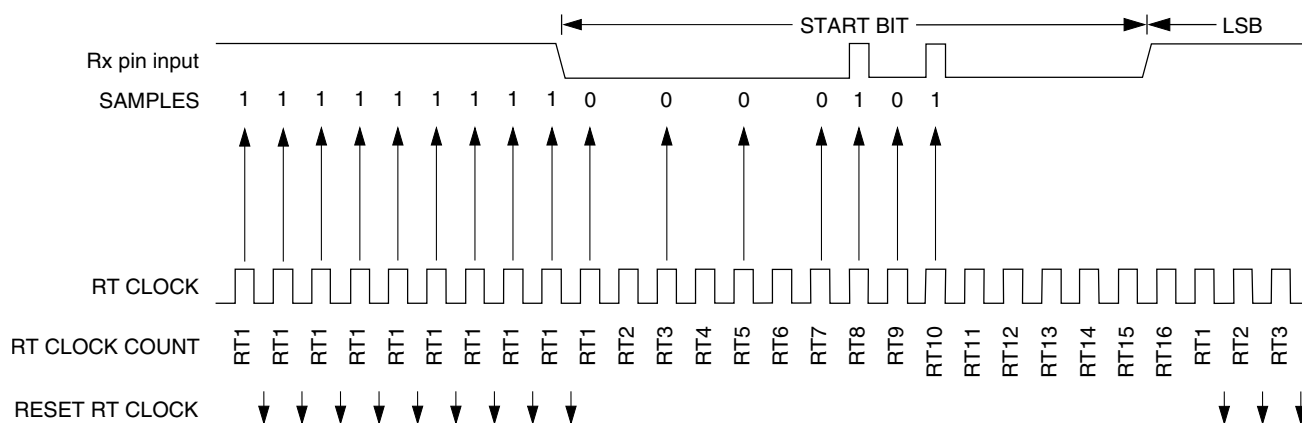 START BIT LSB
Rx pin input
SAMPLES 1 1 1 1 1 1 1 1 1 0 0 0 0 1 0 1
RT CLOCK
RT CLOCK COUNT RT1 RT1 RT1 RT1 RT1 RT1 RT1 RT1 RT1 RT1 RT2 RT3 RT4 RT5 RT6 RT7 RT8 RT9 RT10 RT11 RT12 RT13 RT14 RT15 RT16 RT1 RT2 RT3
RESET RT CLOCK